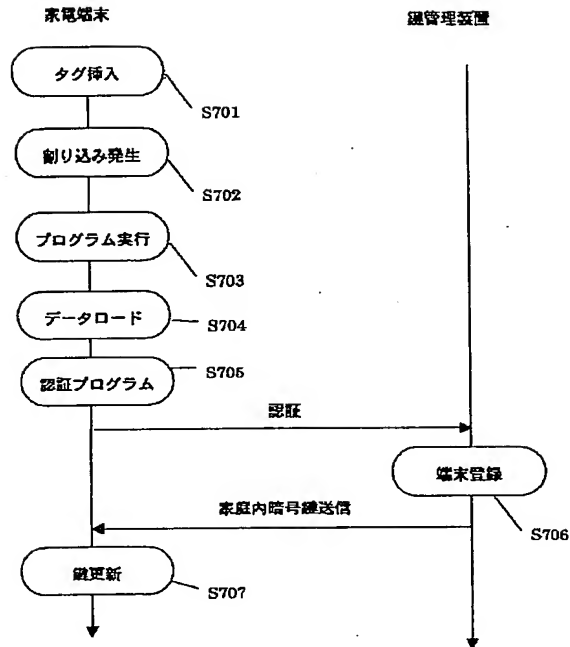 家電端末
鍵管理装置
タグ挿入
S701
割り込み発生
S702
プログラム実行
S703
データロード
S704
認証プログラム
S705
認証
端末登録
S706
家庭内暗号鍵送信
鍵更新
S707